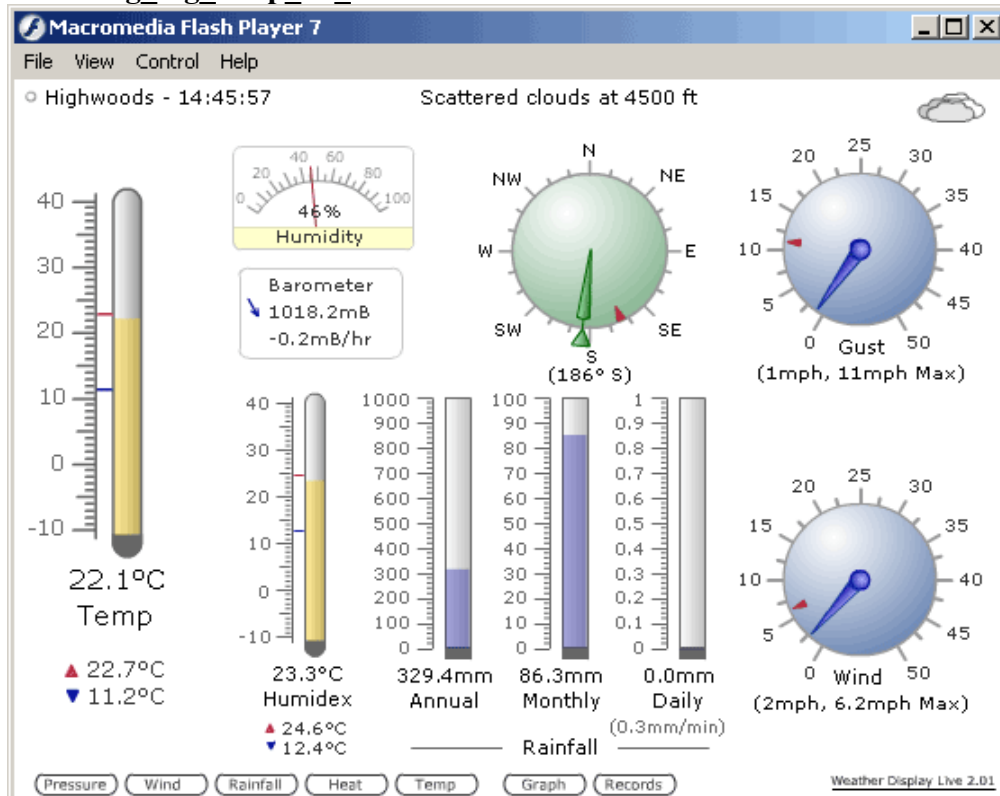 Macromedia Flash Player 7
File View Control Help
Highwoods - 14:45:57
Scattered clouds at 4500 ft
40
30
20
10
0
-10
22.1ºC
Temp
22.7ºC
11.2ºC
0 20 40 60 80 100
46%
Humidity
Barometer
1018.2mB
-0.2mB/hr
N
NE
E
SE
S
SW
W
NW
(186° S)
0 5 10 15 20 25 30 35 40 45 50
Gust
(1mph, 11mph Max)
40
30
20
10
0
-10
23.3ºC
Humidex
24.6ºC
12.4ºC
1000
900
800
700
600
500
400
300
200
100
0
329.4mm
Annual
100
90
80
70
60
50
40
30
20
10
0
86.3mm
Monthly
1
0.9
0.8
0.7
0.6
0.5
0.4
0.3
0.2
0.1
0
0.0mm
Daily
(0.3mm/min)
Rainfall
0 5 10 15 20 25 30 35 40 45 50
Wind
(2mph, 6.2mph Max)
Pressure Wind Rainfall Heat Temp Graph Records
Weather Display Live 2.01